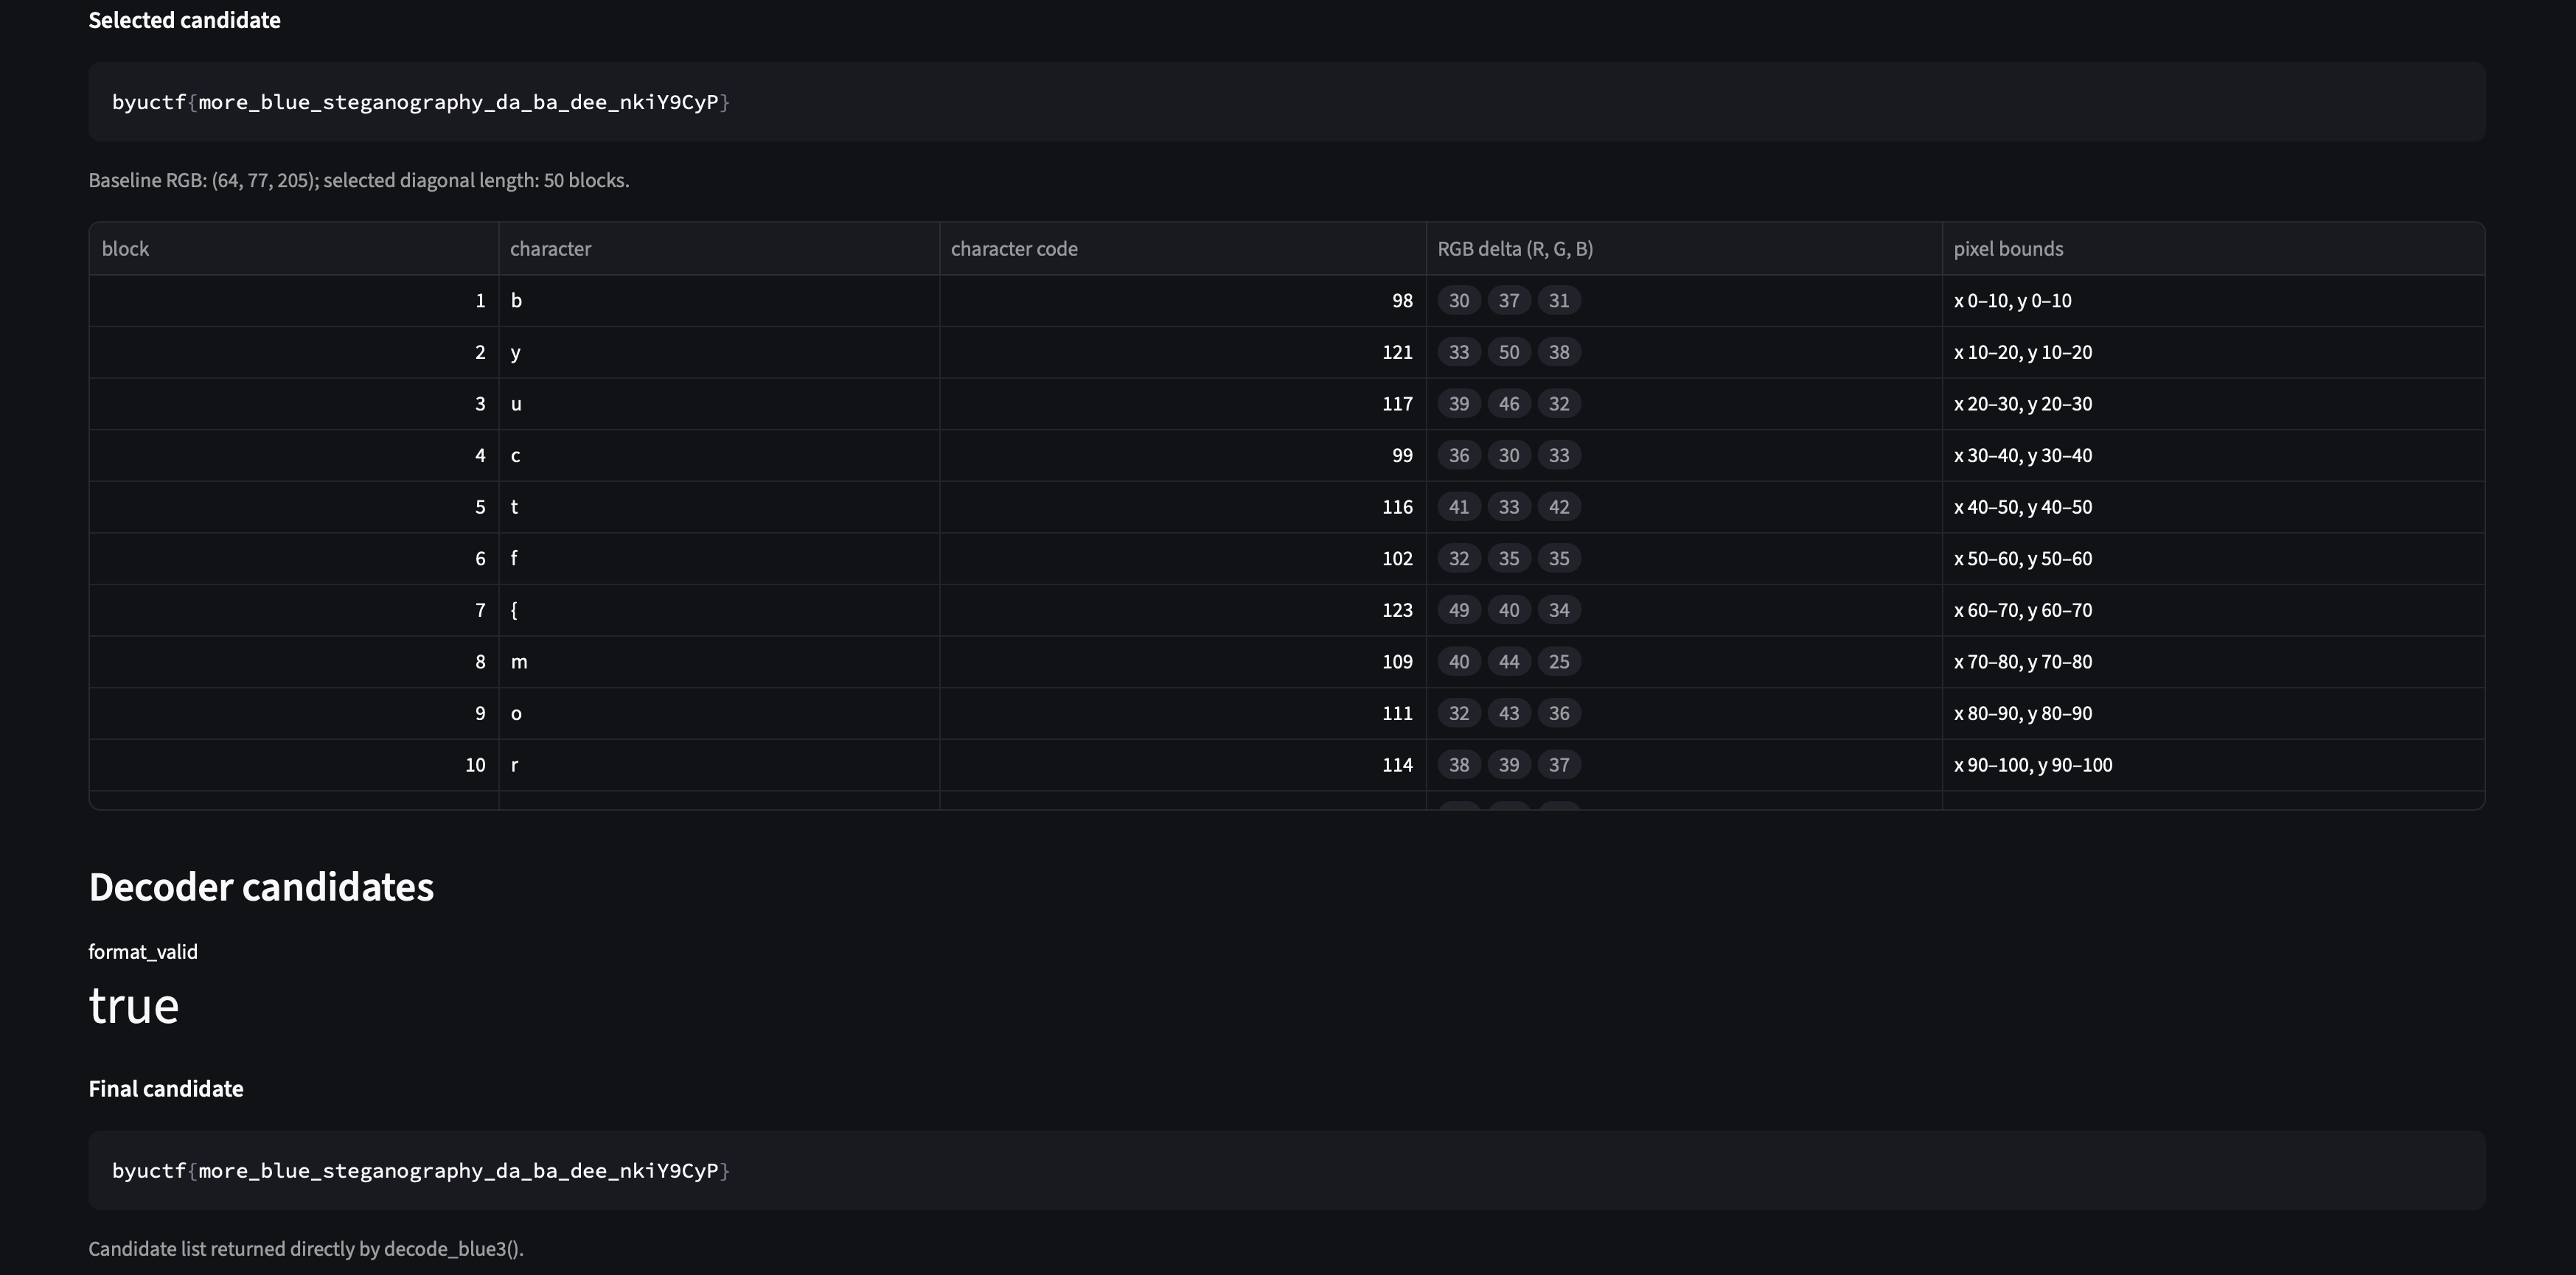 Selected candidate
byuctf{more_blue_steganography_da_ba_dee_nkiY9CyP}
Baseline RGB: (64, 77, 205); selected diagonal length: 50 blocks.
block character character code RGB delta (R, G, B) pixel bounds
1 b 98 30 37 31 x 0–10, y 0–10
2 y 121 33 50 38 x 10–20, y 10–20
3 u 117 39 46 32 x 20–30, y 20–30
4 c 99 36 30 33 x 30–40, y 30–40
5 t 116 41 33 42 x 40–50, y 40–50
6 f 102 32 35 35 x 50–60, y 50–60
7 { 123 49 40 34 x 60–70, y 60–70
8 m 109 40 44 25 x 70–80, y 70–80
9 o 111 32 43 36 x 80–90, y 80–90
10 r 114 38 39 37 x 90–100, y 90–100
Decoder candidates
format_valid
true
Final candidate
byuctf{more_blue_steganography_da_ba_dee_nkiY9CyP}
Candidate list returned directly by decode_blue3().